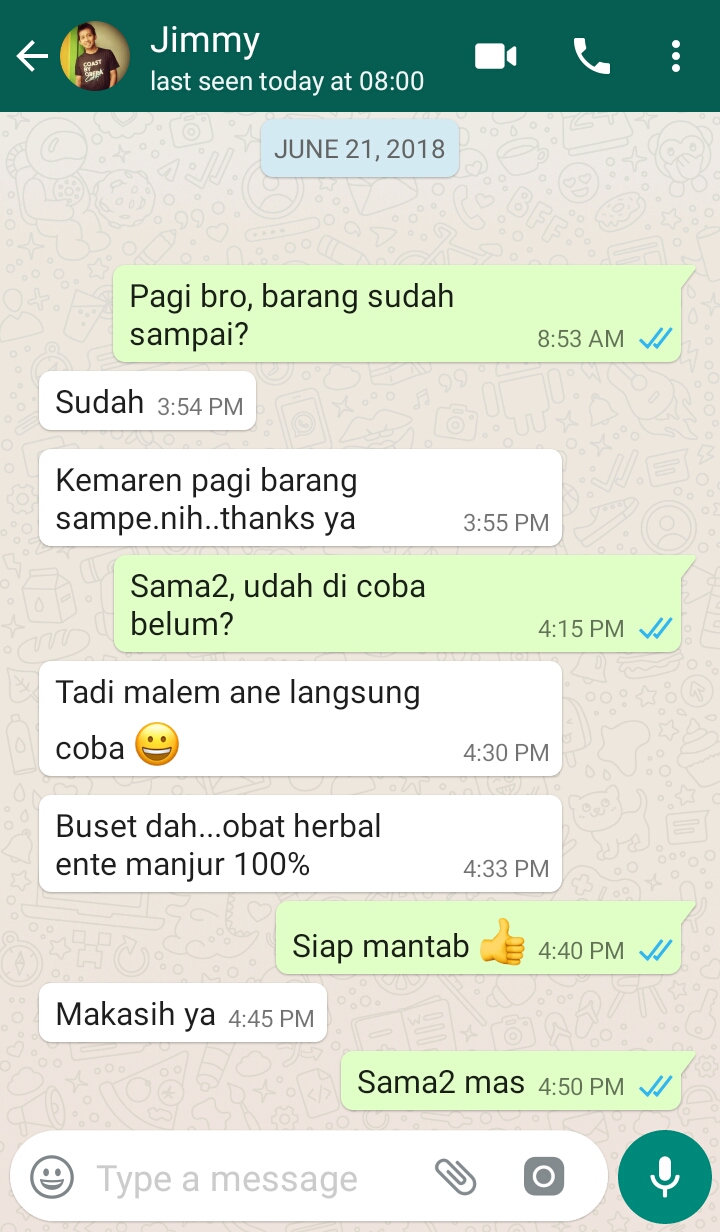 Jimmy
last seen today at 08:00
COAST
BY
JUNE 21, 2018
Pagi bro, barang sudah
sampai?
8:53 AM
Sudah 3:54 PM
Kemaren pagi barang
sampe.nih..thanks ya
3:55 PM
Sama2, udah di coba
belum?
4:15 PM
Tadi malem ane langsung
coba 😀
4:30 PM
Buset dah...obat herbal
ente manjur 100%
4:33 PM
Siap mantab 👍 4:40 PM
Makasih ya 4:45 PM
Sama2 mas 4:50 PM
Type a message